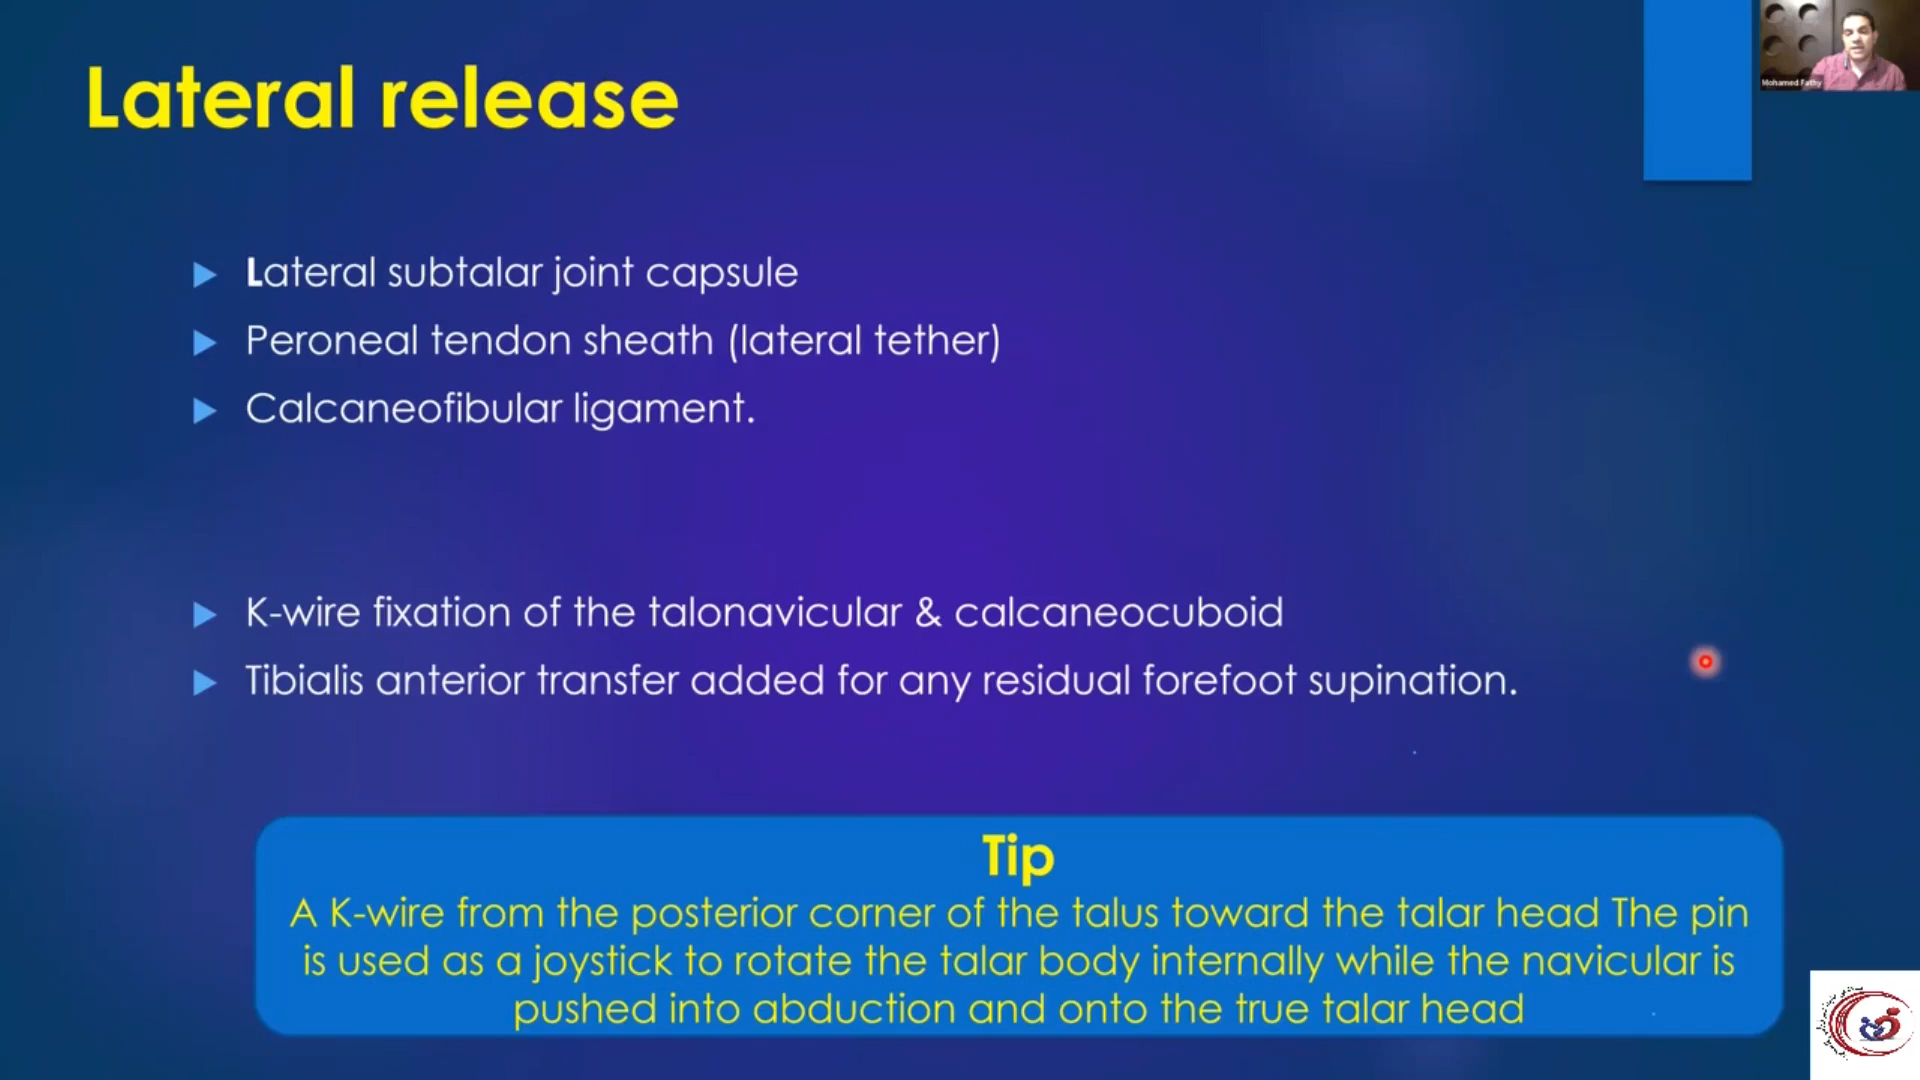 Lateral release
Mohamed Fathy
Lateral subtalar joint capsule
Peroneal tendon sheath (lateral tether)
Calcaneofibular ligament.
K-wire fixation of the talonavicular & calcaneocuboid
Tibialis anterior transfer added for any residual forefoot supination.
Tip
A K-wire from the posterior corner of the talus toward the talar head The pin
is used as a joystick to rotate the talar body internally while the navicular is
pushed into abduction and onto the true talar head